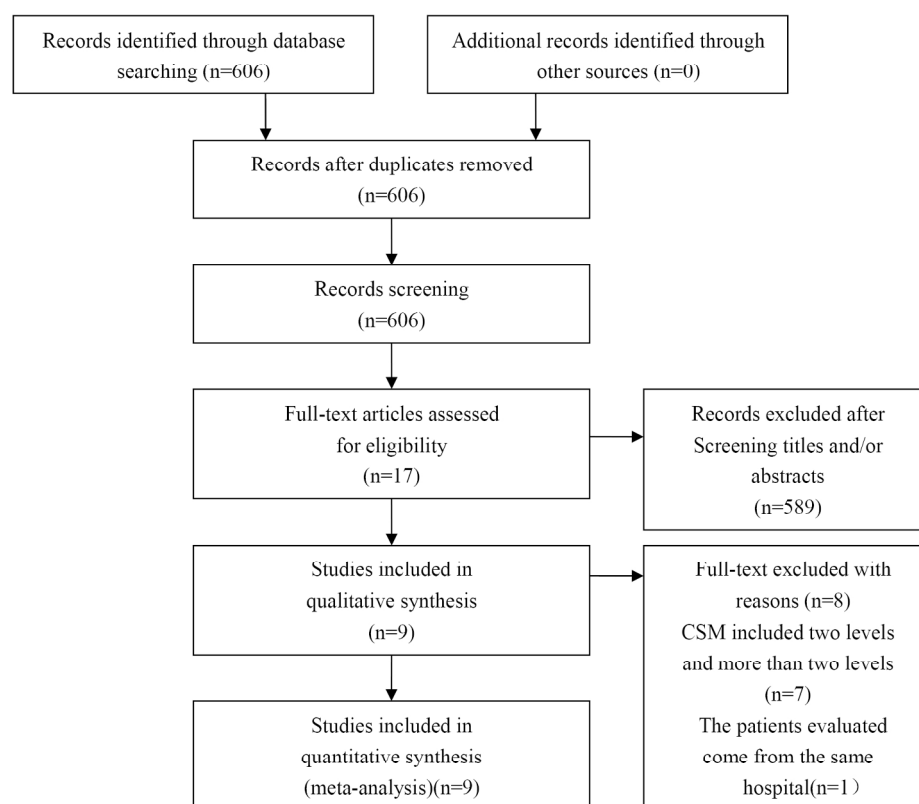 Records identified through database
searching (n=606)
Additional records identified through
other sources (n=0)
Records after duplicates removed
(n=606)
Records screening
(n=606)
Full-text articles assessed
for eligibility
(n=17)
Records excluded after
Screening titles and/or
abstracts
(n=589)
Studies included in
qualitative synthesis
(n=9)
Full-text excluded with
reasons (n=8)
CSM included two levels
and more than two levels
(n=7)
The patients evaluated
come from the same
hospital(n=1）
Studies included in
quantitative synthesis
(meta-analysis)(n=9)